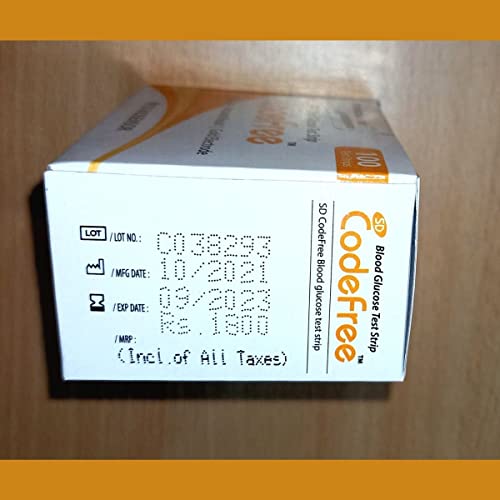 LOT /LOT NO.: C038293
/MFG DATE: 10/2021
/EXP DATE: 09/2023
/MRP: Rs.1800
(Incl.of All Taxes)
SD CodeFree™
Blood Glucose Test Strip
SD CodeFree Blood glucose test strip
100